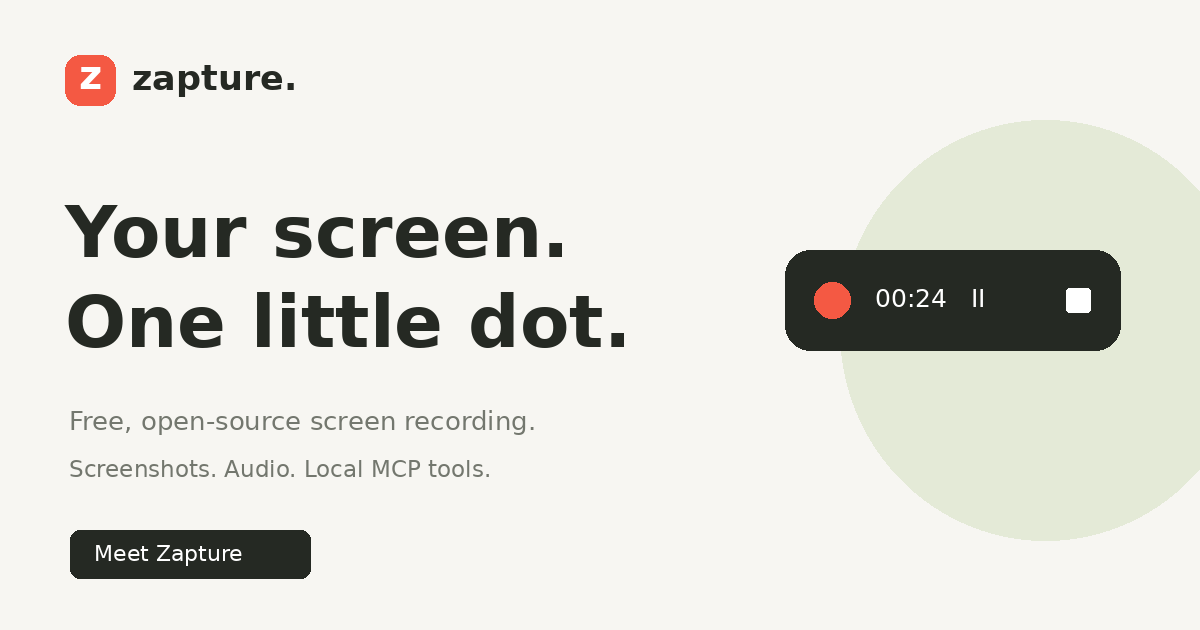 z zapture.
Your screen.
One little dot.
Free, open-source screen recording.
Screenshots. Audio. Local MCP tools.
Meet Zapture
00:24 II